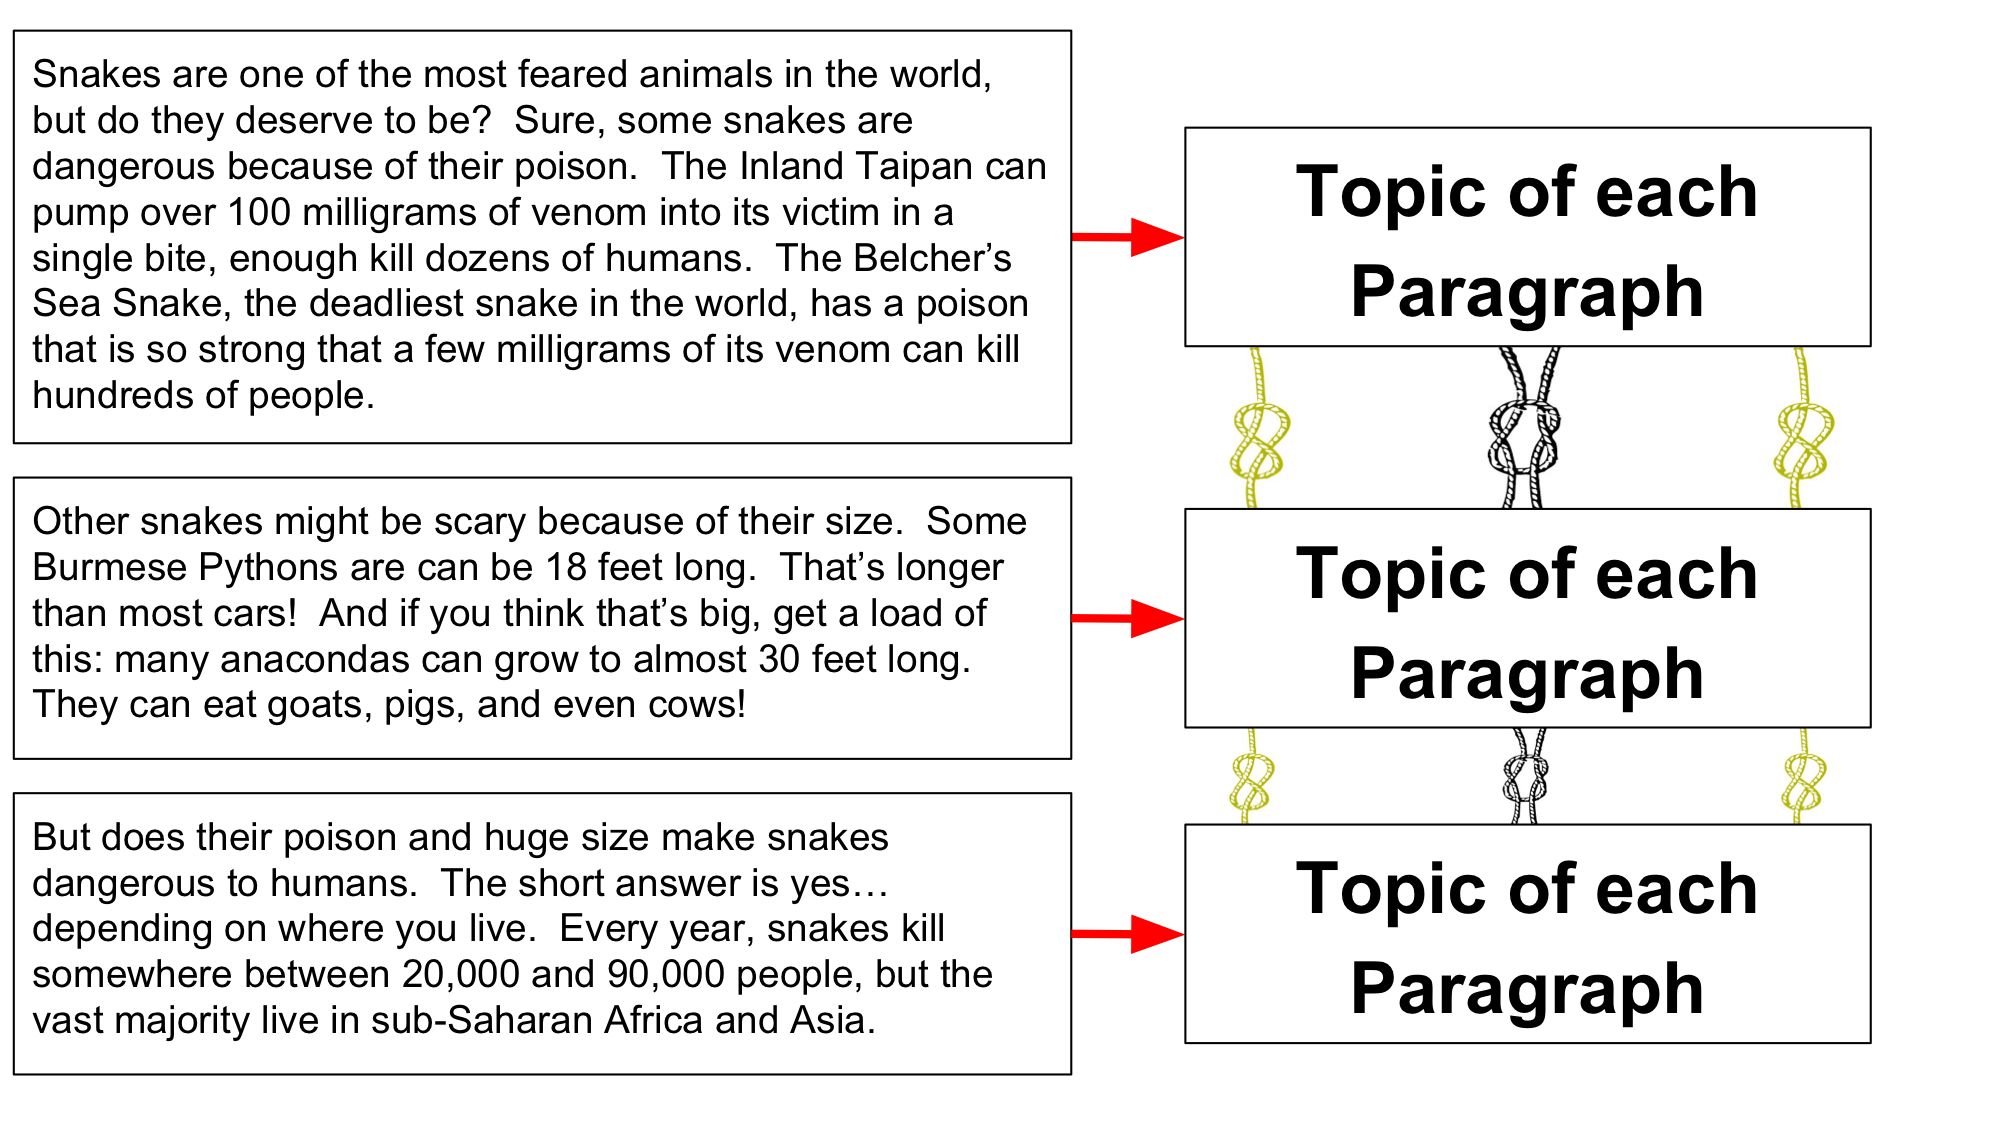 Snakes are one of the most feared animals in the world,
but do they deserve to be?  Sure, some snakes are
dangerous because of their poison.  The Inland Taipan can
pump over 100 milligrams of venom into its victim in a
single bite, enough kill dozens of humans.  The Belcher’s
Sea Snake, the deadliest snake in the world, has a poison
that is so strong that a few milligrams of its venom can kill
hundreds of people.
Topic of each
Paragraph
Other snakes might be scary because of their size.  Some
Burmese Pythons are can be 18 feet long.  That’s longer
than most cars!  And if you think that’s big, get a load of
this: many anacondas can grow to almost 30 feet long.
They can eat goats, pigs, and even cows!
Topic of each
Paragraph
But does their poison and huge size make snakes
dangerous to humans.  The short answer is yes…
depending on where you live.  Every year, snakes kill
somewhere between 20,000 and 90,000 people, but the
vast majority live in sub-Saharan Africa and Asia.
Topic of each
Paragraph